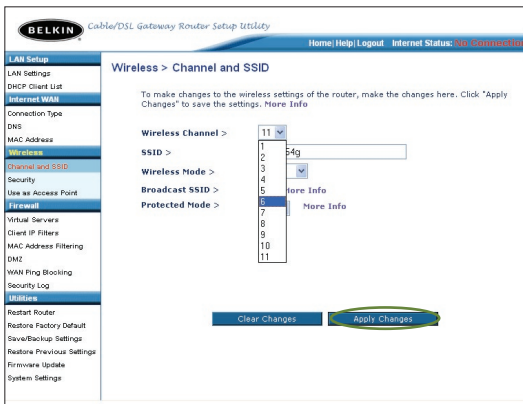 BELKIN
Cable/DSL Gateway Router Setup Utility
Home|Help|Logout Internet Status: No Connection
LAN Setup
LAN Settings
DHCP Client List
Internet WAN
Connection Type
DNS
MAC Address
Wireless
Channel and SSID
Security
Use as Access Point
Firewall
Virtual Servers
Client IP Filters
MAC Address Filtering
DMZ
WAN Ping Blocking
Security Log
Utilities
Restart Router
Restore Factory Default
Save/Backup Settings
Restore Previous Settings
Firmware Update
System Settings
Wireless > Channel and SSID
To make changes to the wireless settings of the router, make the changes here. Click "Apply
Changes" to save the settings. More Info
Wireless Channel > 11
SSID > 54g
Wireless Mode >
Broadcast SSID > More Info
Protected Mode > More Info
1
2
3
4
5
6
7
8
9
10
11
Clear Changes Apply Changes